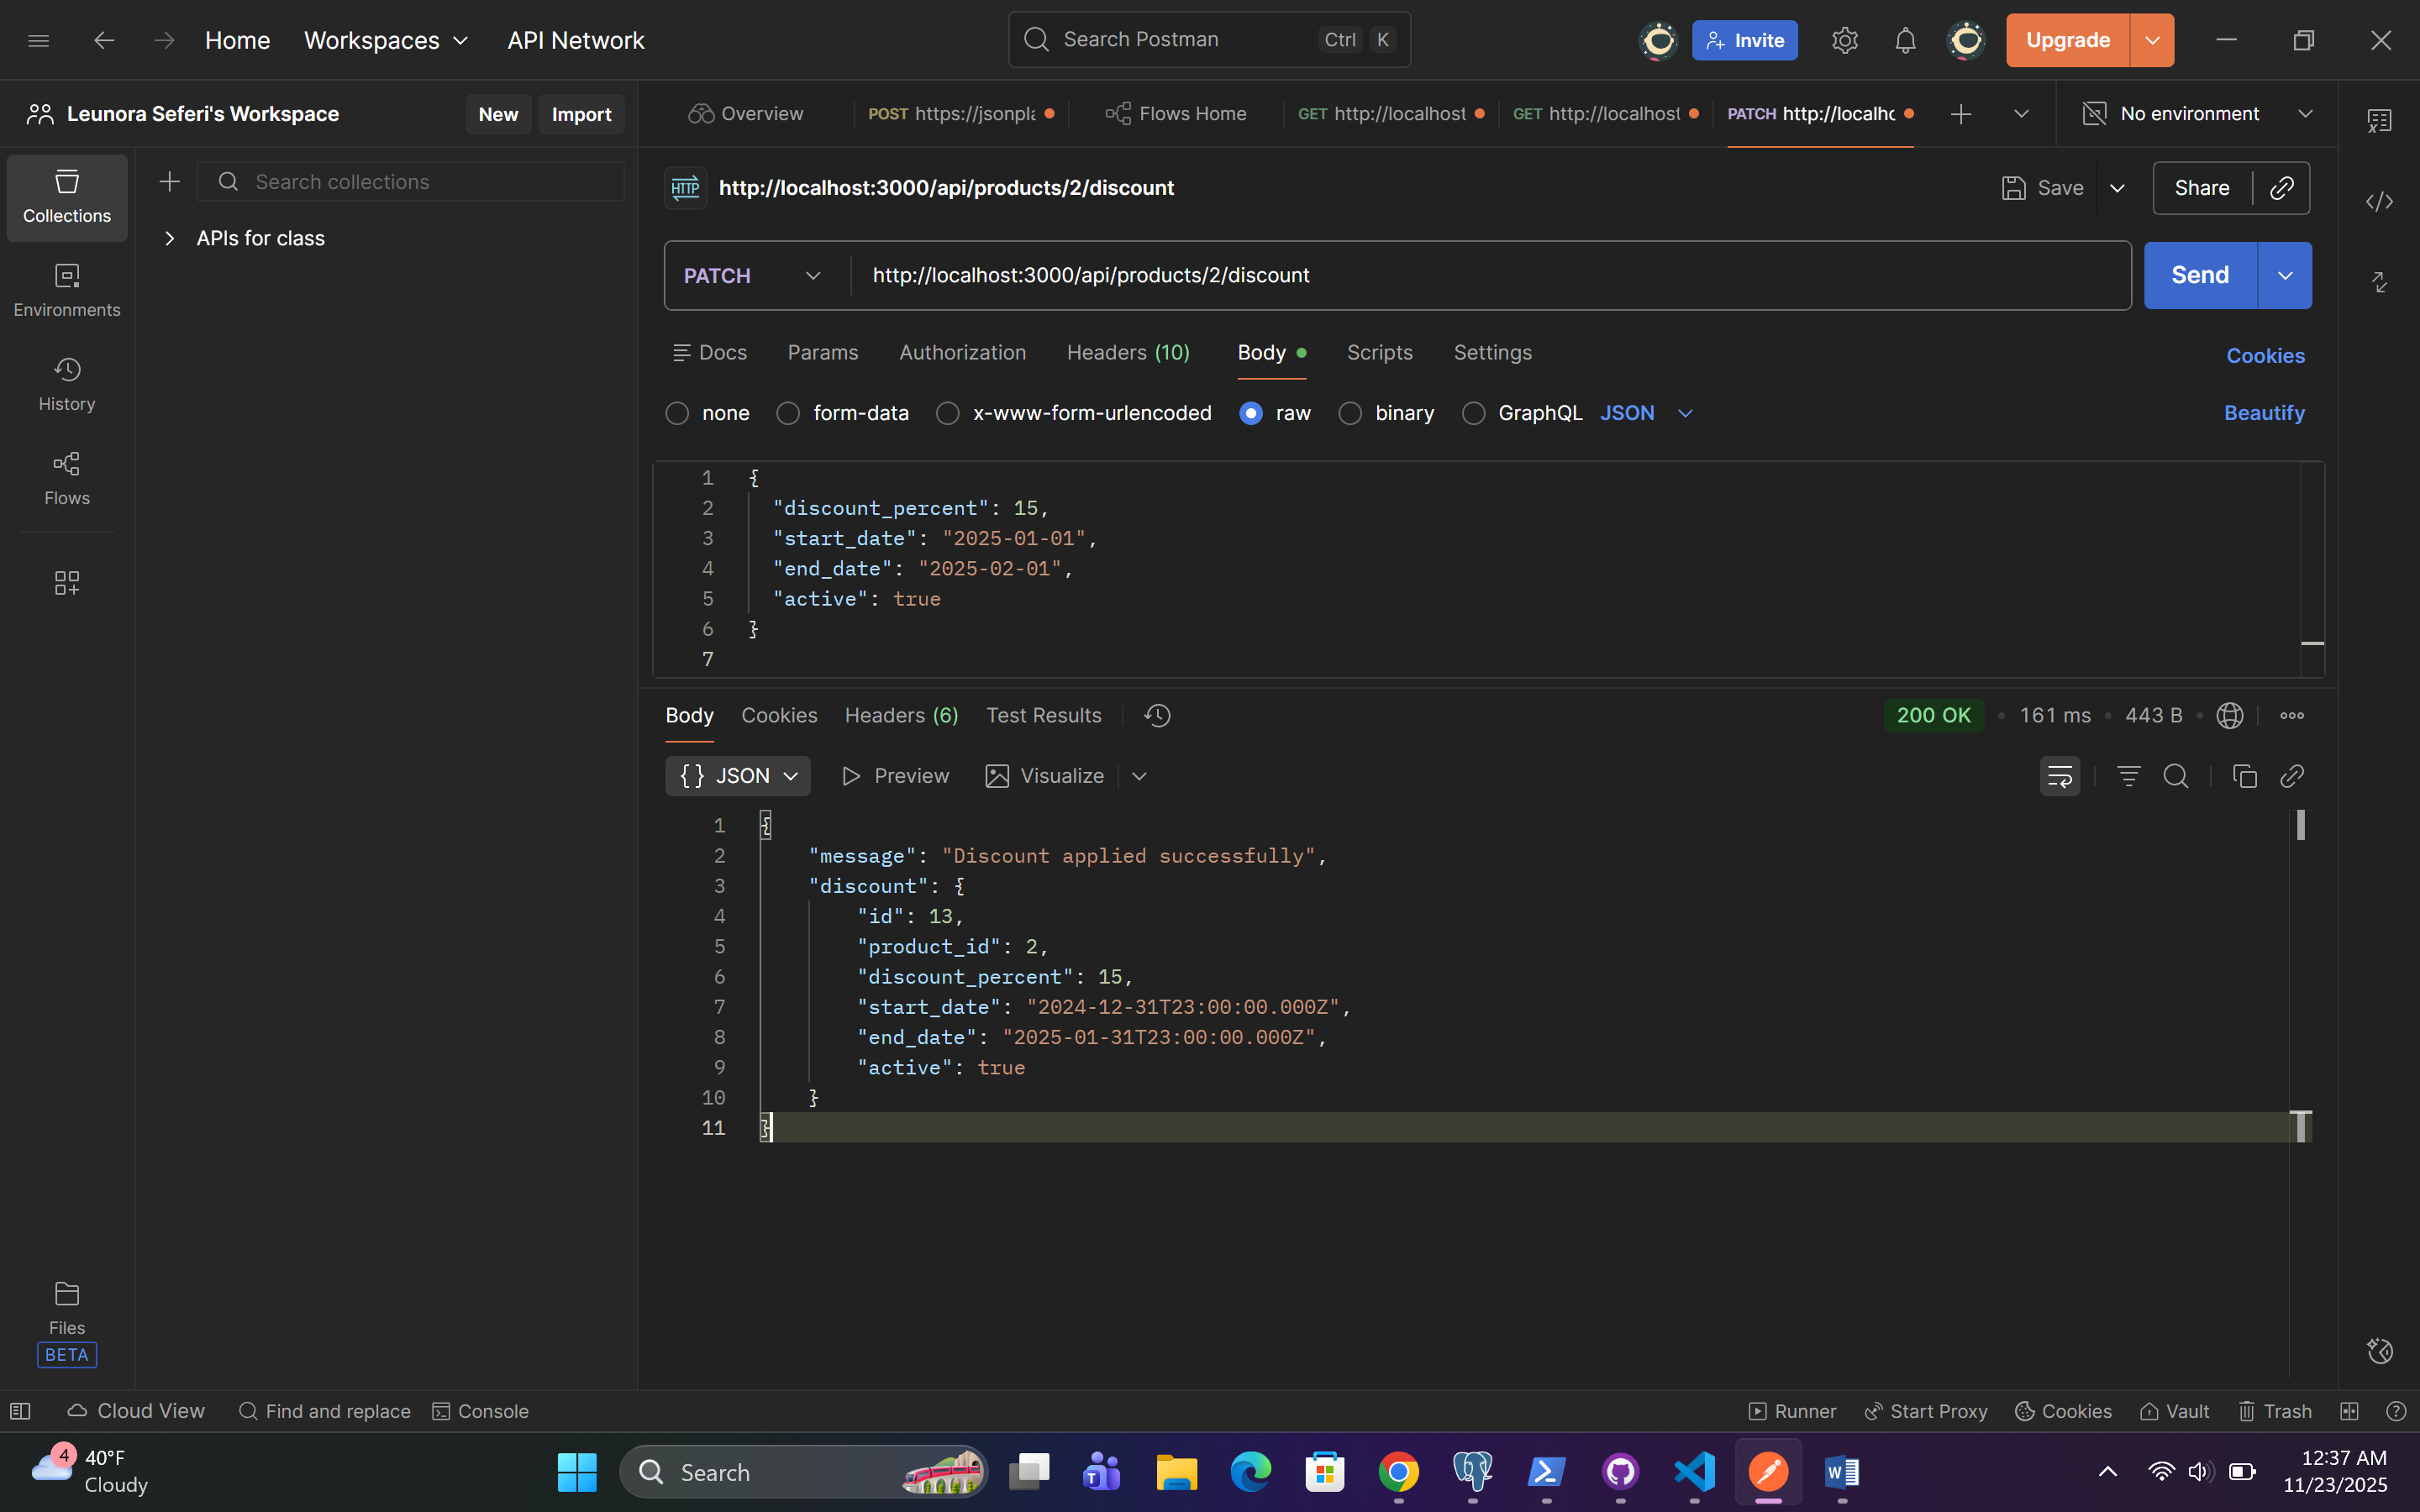 Home
Workspaces
API Network
Search Postman
Ctrl K
Invite
Upgrade
Leunora Seferi's Workspace
New
Import
Overview
POST https://jsonpla
Flows Home
GET http://localhost
GET http://localhost
PATCH http://localhc
No environment
Collections
Environments
History
Flows
Files
BETA
Search collections
APIs for class
HTTP
http://localhost:3000/api/products/2/discount
Save
Share
PATCH
http://localhost:3000/api/products/2/discount
Send
Docs
Params
Authorization
Headers (10)
Body
Scripts
Settings
Cookies
none
form-data
x-www-form-urlencoded
raw
binary
GraphQL
JSON
Beautify
1 {
2 "discount_percent": 15,
3 "start_date": "2025-01-01",
4 "end_date": "2025-02-01",
5 "active": true
6 }
7
Body
Cookies
Headers (6)
Test Results
200 OK
161 ms
443 B
{} JSON
Preview
Visualize
1 {
2 "message": "Discount applied successfully",
3 "discount": {
4 "id": 13,
5 "product_id": 2,
6 "discount_percent": 15,
7 "start_date": "2024-12-31T23:00:00.000Z",
8 "end_date": "2025-01-31T23:00:00.000Z",
9 "active": true
10 }
11 }
Cloud View
Find and replace
Console
Runner
Start Proxy
Cookies
Vault
Trash
4
40°F
Cloudy
Search
12:37 AM
11/23/2025